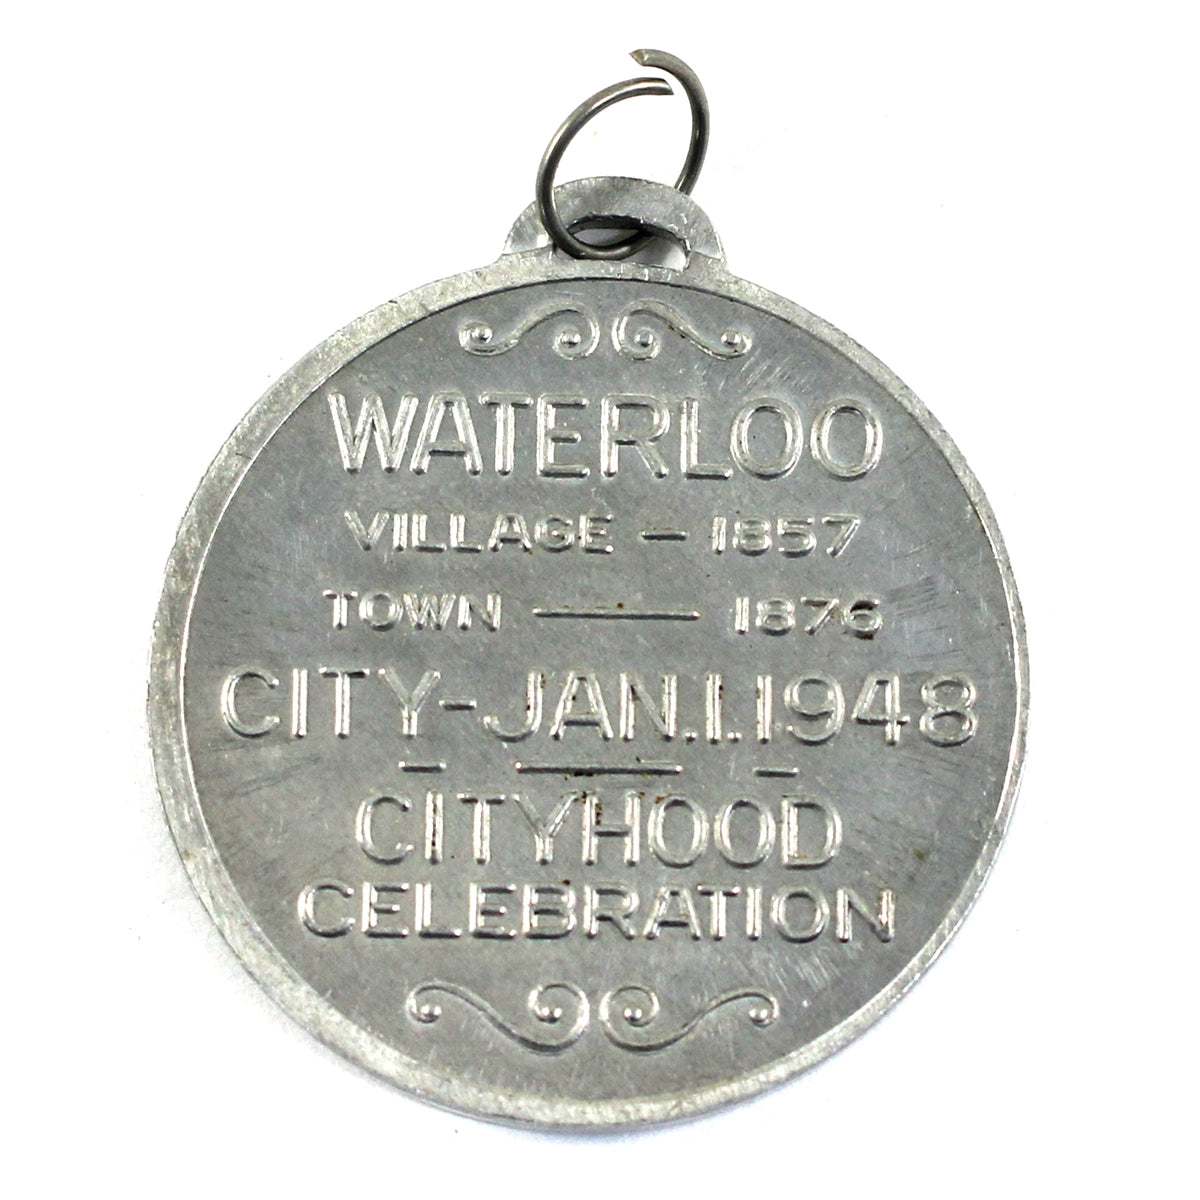 WATERLOO
VILLAGE – 1857
TOWN — 1876
CITY-JAN.1.1948
CITYHOOD
CELEBRATION